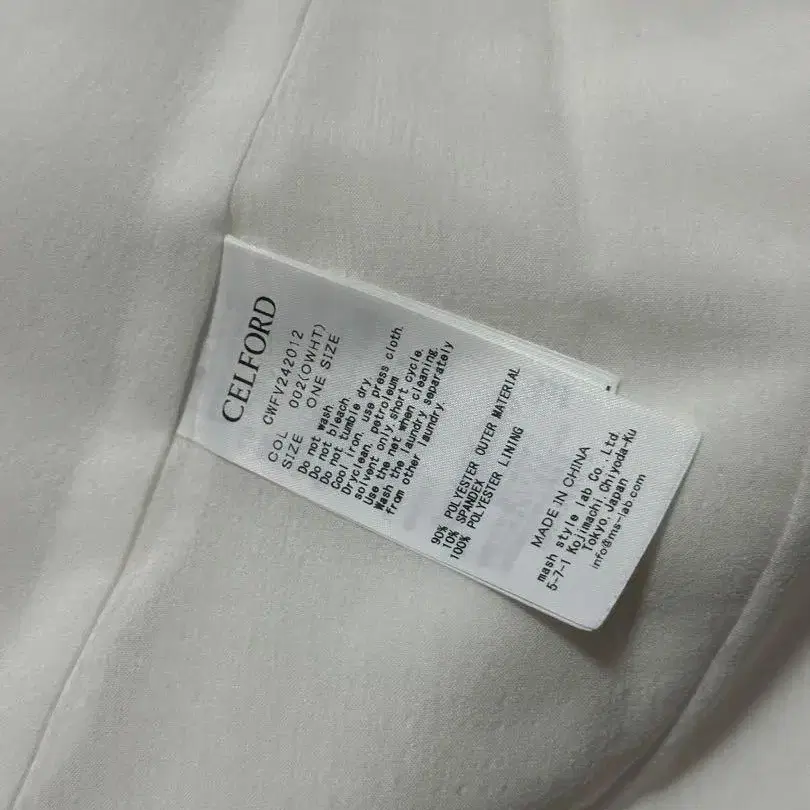 CELFORD
CWFV242012
COL 002(OWHT)
SIZE ONE SIZE
Do not wash
Do not bleach
Do not tumble dry.
Cool iron, use press cloth.
Dryclean, petroleum
solvent only short cycle.
Use the net when cleaning.
Wash the laundry separately
from other laundry.
90% POLYESTER OUTER MATERIAL
10% SPANDEX
100% POLYESTER LINING
MADE IN CHINA
mash style lab Co. Ltd.
5-7-1 Kojimachi, Chiyoda-Ku
Tokyo, Japan
info@ms-lab.com